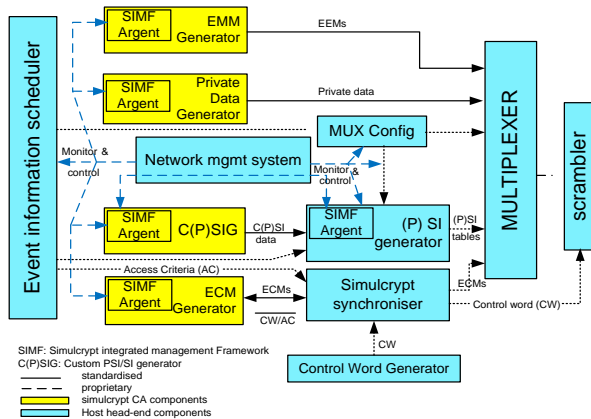 Event information scheduler
SIMF
Argent
EMM
Generator
EEMs
SIMF
Argent
Private
Data
Generator
Private data
MUX Config
MULTIPLEXER
scrambler
Monitor &
control
Network mgmt system
Monitor&
control
SIMF
Argent
C(P)SIG
C(P)SI
data
SIMF
Argent
(P) SI
generator
(P)SI
tables
Access Criteria (AC)
SIMF
Argent
ECM
Generator
ECMs
CW/AC
Simulcrypt
synchroniser
ECMs
Control word (CW)
CW
Control Word Generator
SIMF: Simulcrypt integrated management Framework
C(P)SIG: Custom PSI/SI generator
standardised
proprietary
simulcrypt CA components
Host head-end components